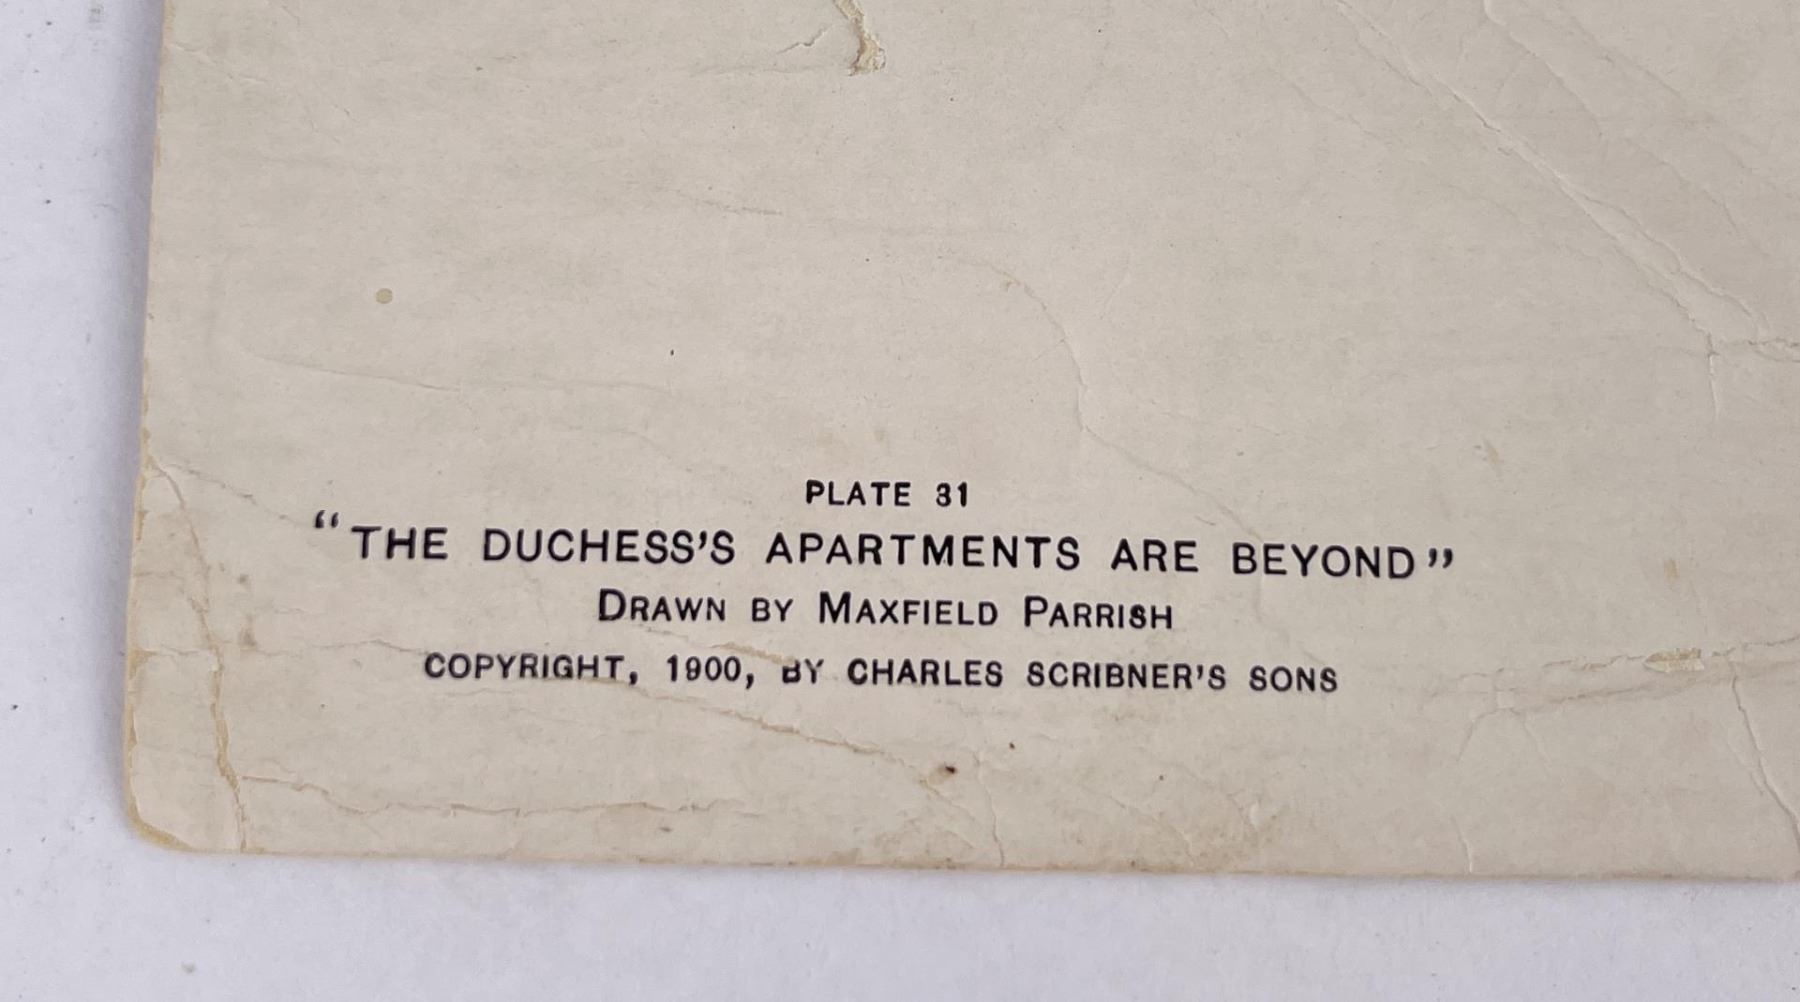 PLATE 31
“THE DUCHESS’S APARTMENTS ARE BEYOND”
DRAWN BY MAXFIELD PARRISH
COPYRIGHT, 1900, BY CHARLES SCRIBNER’S SONS